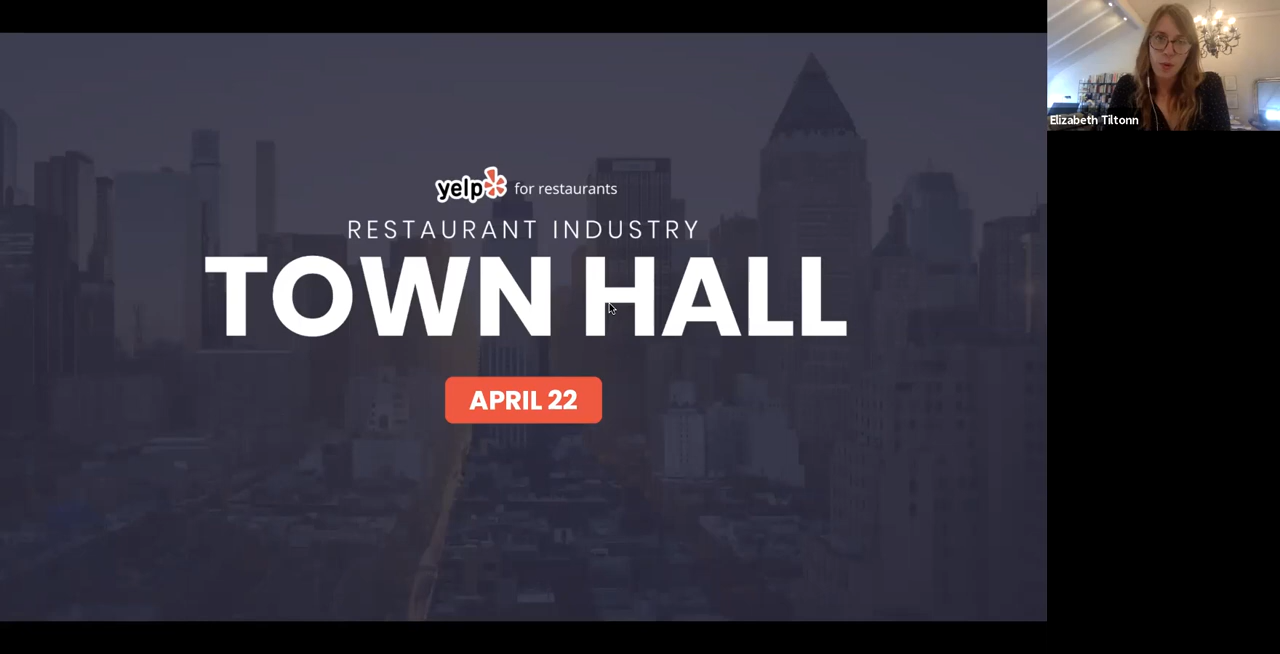 yelp for restaurants
RESTAURANT INDUSTRY
TOWN HALL
APRIL 22
Elizabeth Tiltonn